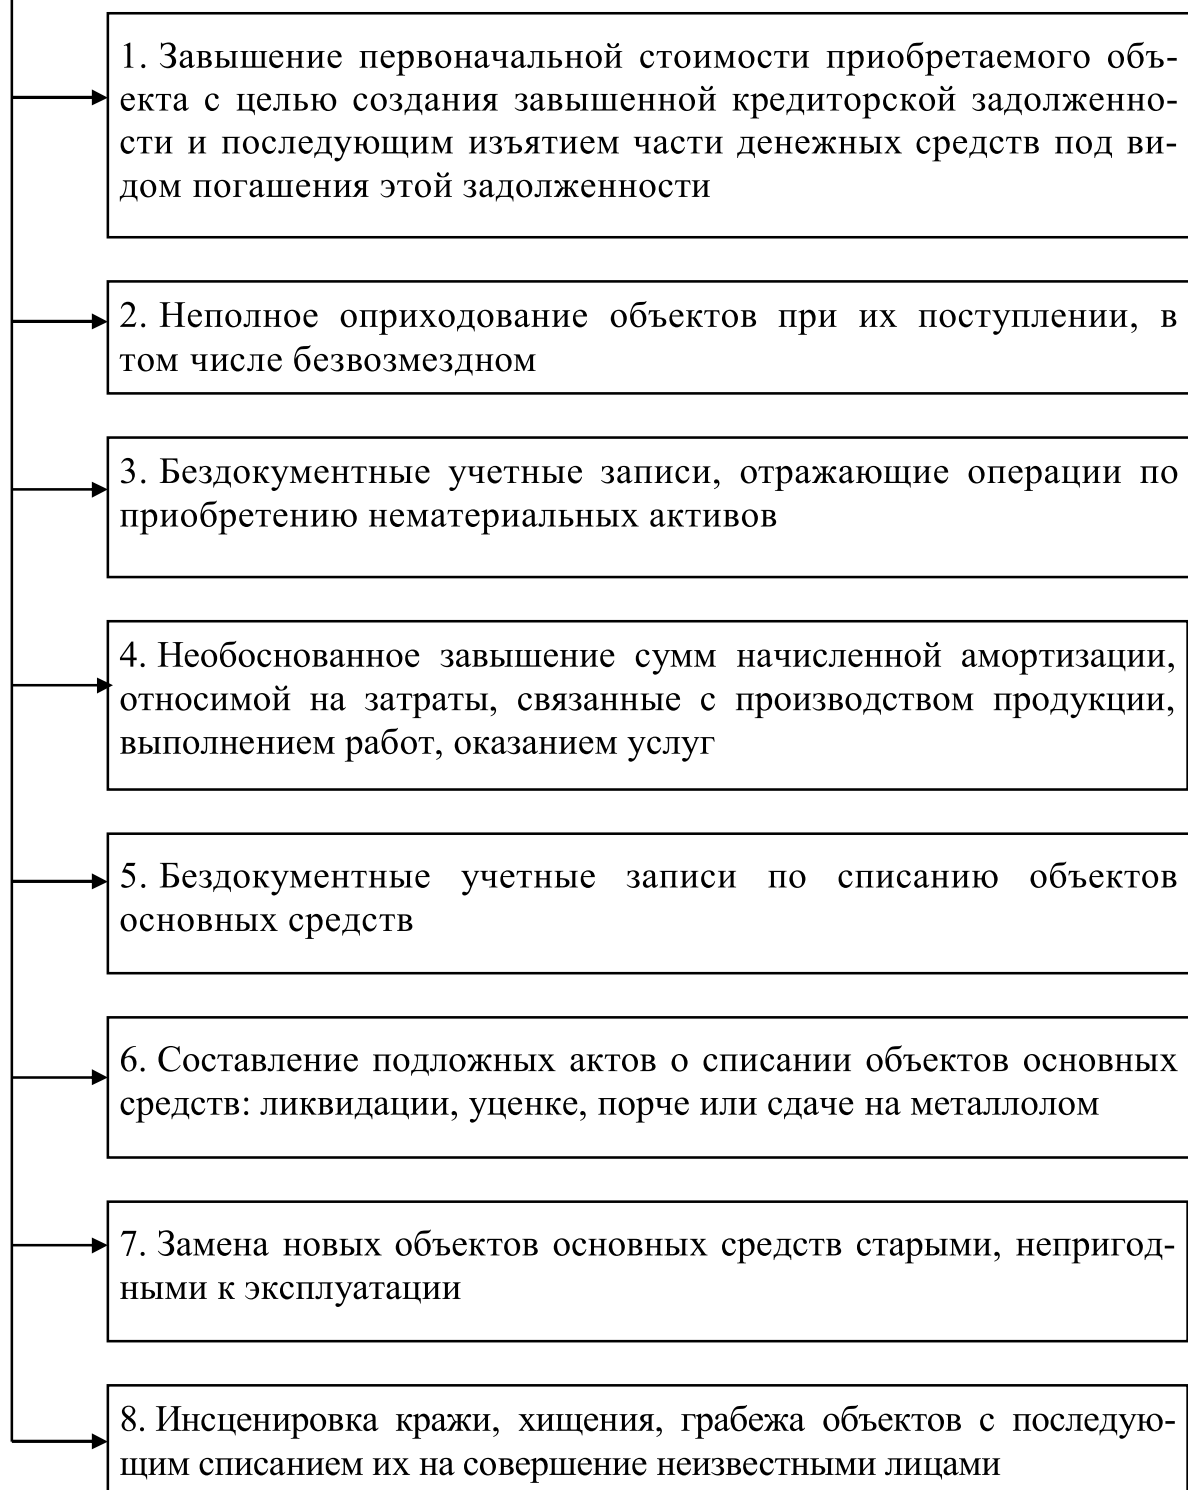 1. Завышение первоначальной стоимости приобретаемого объ-
екта с целью создания завышенной кредиторской задолженно-
сти и последующим изъятием части денежных средств под ви-
дом погашения этой задолженности
2. Неполное оприходование объектов при их поступлении, в
том числе безвозмездном
3. Бездокументные учетные записи, отражающие операции по
приобретению нематериальных активов
4. Необоснованное завышение сумм начисленной амортизации,
относимой на затраты, связанные с производством продукции,
выполнением работ, оказанием услуг
5. Бездокументные учетные записи по списанию объектов
основных средств
6. Составление подложных актов о списании объектов основных
средств: ликвидации, уценке, порче или сдаче на металлолом
7. Замена новых объектов основных средств старыми, непригод-
ными к эксплуатации
8. Инсценировка кражи, хищения, грабежа объектов с последую-
щим списанием их на совершение неизвестными лицами